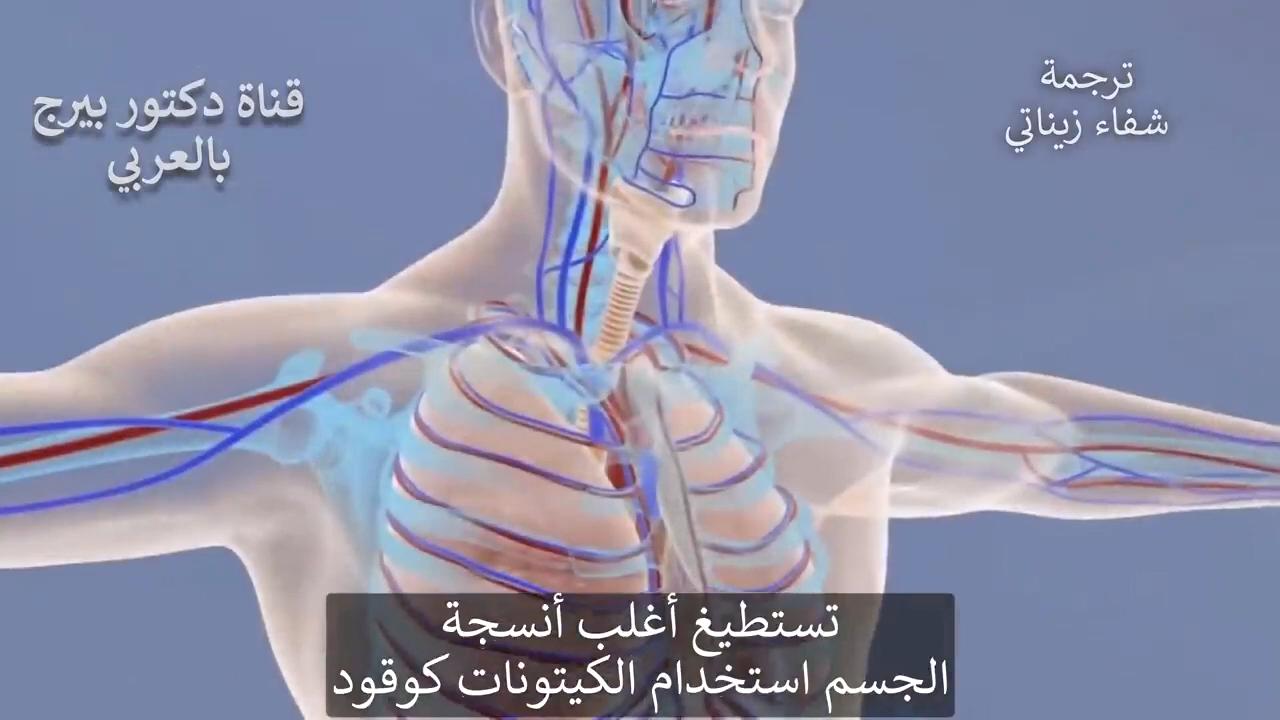 قناة دكتور بيرج
بالعربي
ترجمة
شفاء زيناتي
تستطيغ أغلب أنسجة
الجسم استخدام الكيتونات كوقود